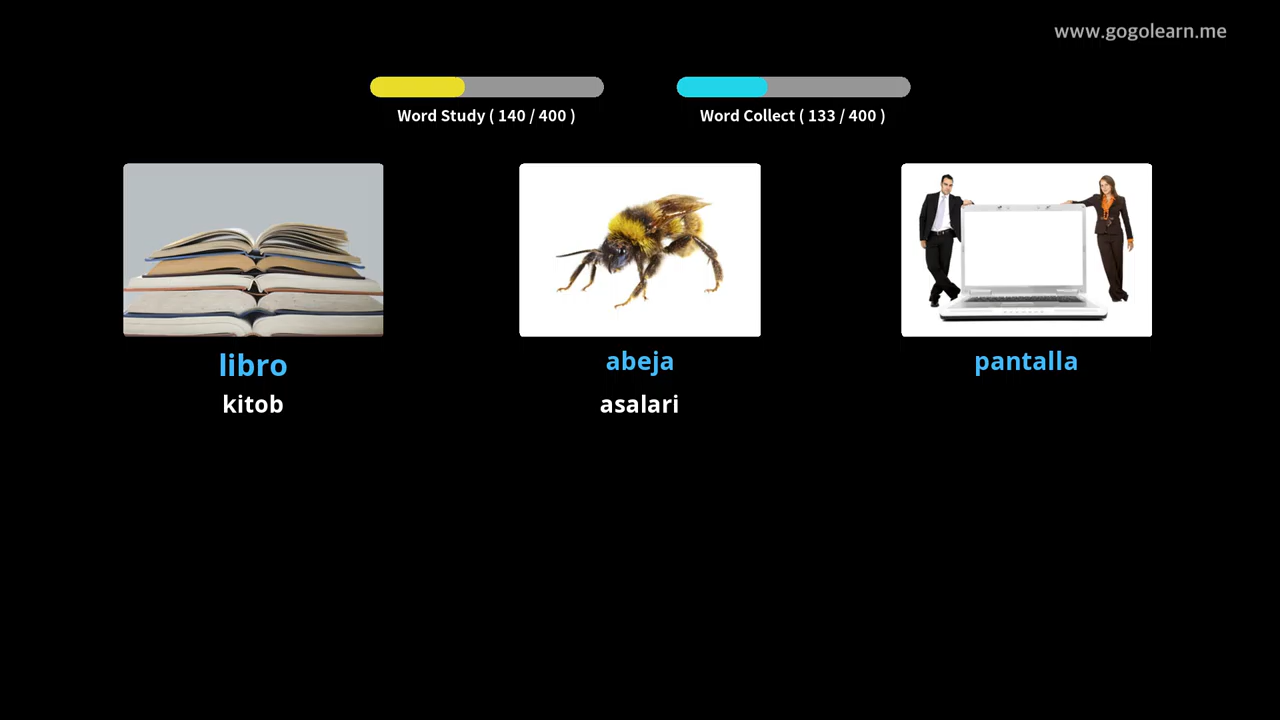 www.gogolearn.me
Word Study ( 140 / 400 )
Word Collect ( 133 / 400 )
libro
abeja
pantalla
kitob
asalari